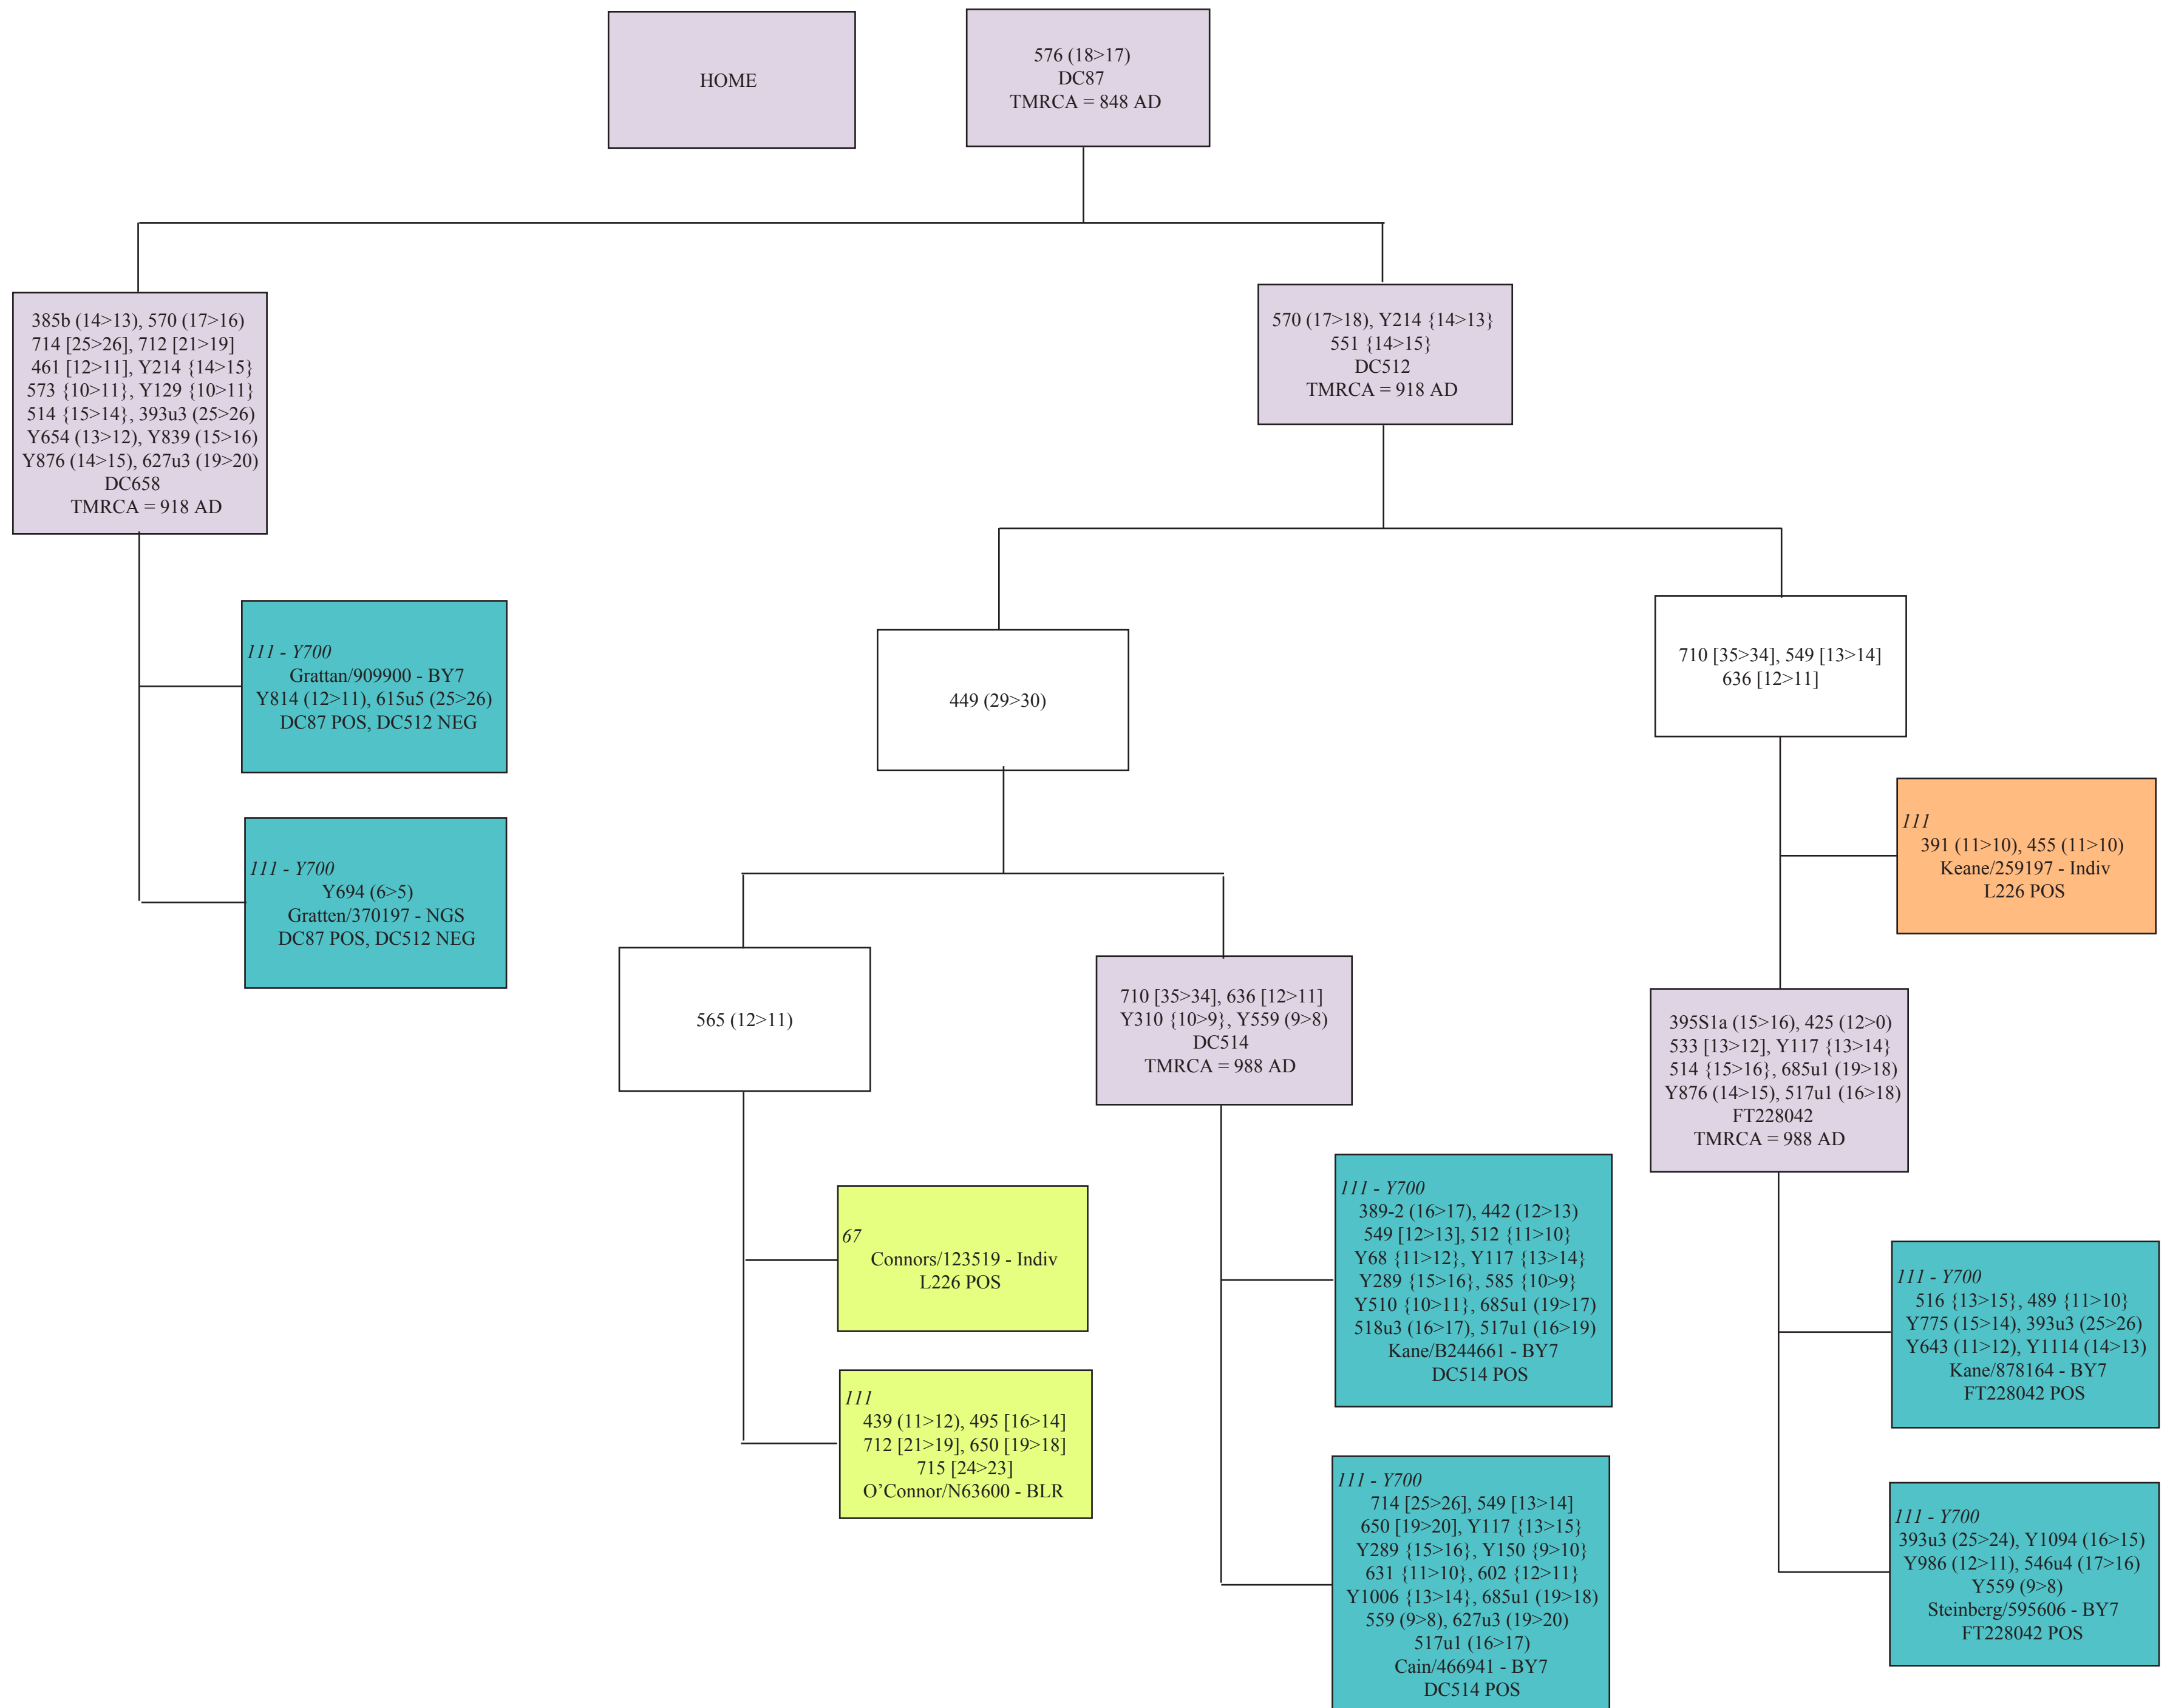 HOME
576 (18>17)
DC87
TMRCA = 848 AD
385b (14>13), 570 (17>16)
714 [25>26], 712 [21>19]
461 [12>11], Y214 {14>15}
573 {10>11}, Y129 {10>11}
514 {15>14}, 393u3 (25>26)
Y654 (13>12), Y839 (15>16)
Y876 (14>15), 627u3 (19>20)
DC658
TMRCA = 918 AD
570 (17>18), Y214 {14>13}
551 {14>15}
DC512
TMRCA = 918 AD
111 - Y700
Grattan/909900 - BY7
Y814 (12>11), 615u5 (25>26)
DC87 POS, DC512 NEG
111 - Y700
Y694 (6>5)
Gratten/370197 - NGS
DC87 POS, DC512 NEG
449 (29>30)
710 [35>34], 549 [13>14]
636 [12>11]
111
391 (11>10), 455 (11>10)
Keane/259197 - Indiv
L226 POS
565 (12>11)
710 [35>34], 636 [12>11]
Y310 {10>9}, Y559 (9>8)
DC514
TMRCA = 988 AD
395S1a (15>16), 425 (12>0)
533 [13>12], Y117 {13>14}
514 {15>16}, 685u1 (19>18)
Y876 (14>15), 517u1 (16>18)
FT228042
TMRCA = 988 AD
67
Connors/123519 - Indiv
L226 POS
111
439 (11>12), 495 [16>14]
712 [21>19], 650 [19>18]
715 [24>23]
O’Connor/N63600 - BLR
111 - Y700
389-2 (16>17), 442 (12>13)
549 [12>13], 512 {11>10}
Y68 {11>12}, Y117 {13>14}
Y289 {15>16}, 585 {10>9}
Y510 {10>11}, 685u1 (19>17)
518u3 (16>17), 517u1 (16>19)
Kane/B244661 - BY7
DC514 POS
111 - Y700
714 [25>26], 549 [13>14]
650 [19>20], Y117 {13>15}
Y289 {15>16}, Y150 {9>10}
631 {11>10}, 602 {12>11}
Y1006 {13>14}, 685u1 (19>18)
559 (9>8), 627u3 (19>20)
517u1 (16>17)
Cain/466941 - BY7
DC514 POS
111 - Y700
516 {13>15}, 489 {11>10}
Y775 (15>14), 393u3 (25>26)
Y643 (11>12), Y1114 (14>13)
Kane/878164 - BY7
FT228042 POS
111 - Y700
393u3 (25>24), Y1094 (16>15)
Y986 (12>11), 546u4 (17>16)
Y559 (9>8)
Steinberg/595606 - BY7
FT228042 POS